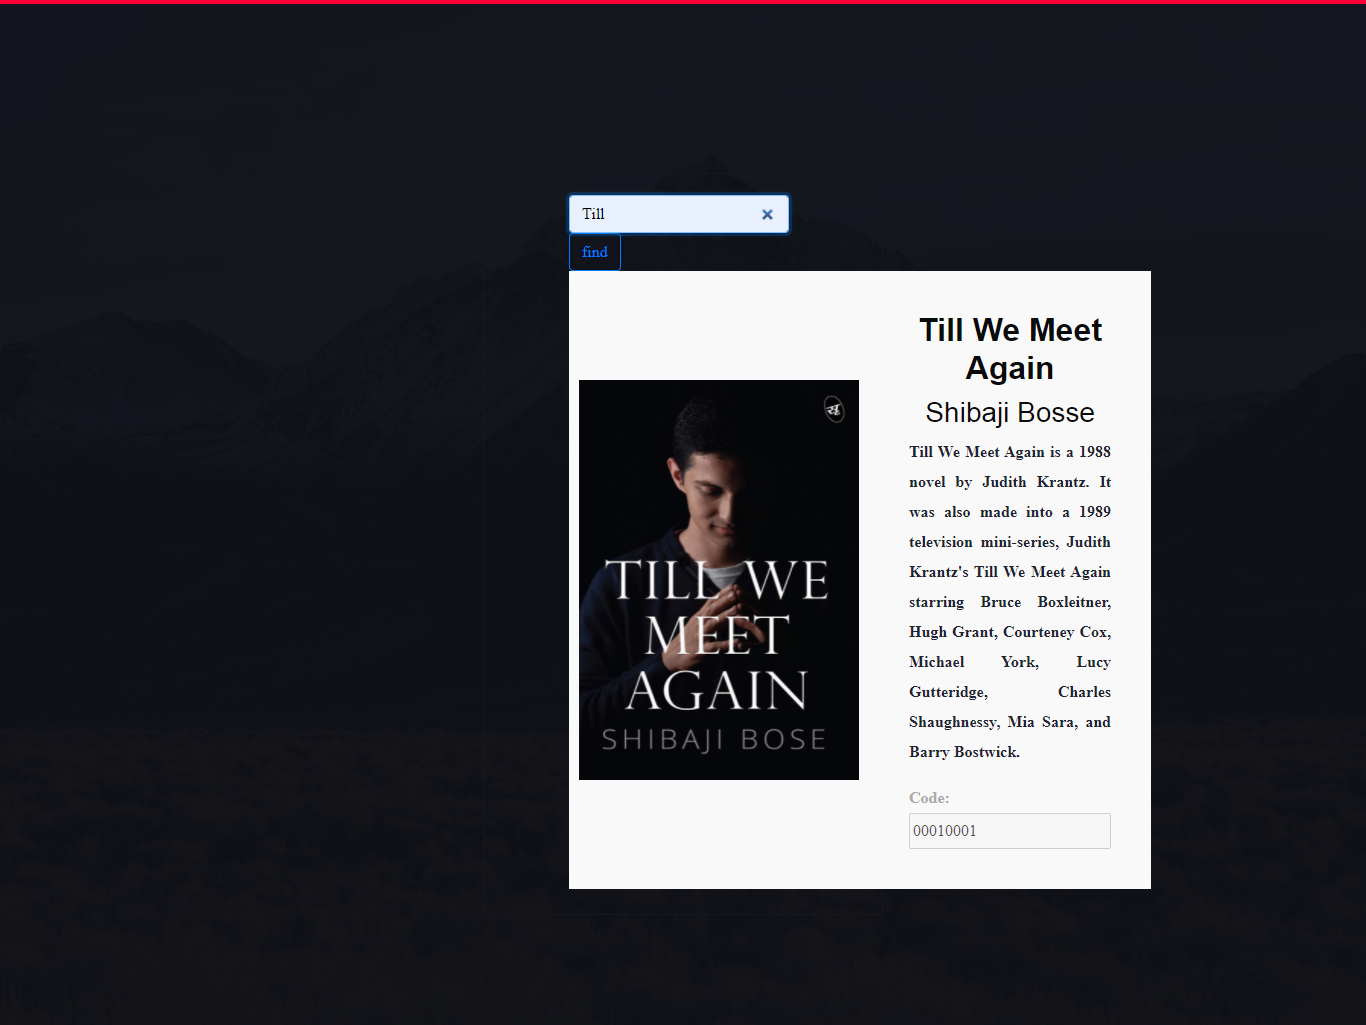 Till
find
Till We Meet
Again
Shibaji Bosse
Till We Meet Again is a 1988
novel by Judith Krantz. It
was also made into a 1989
television mini-series, Judith
Krantz's Till We Meet Again
starring Bruce Boxleitner,
Hugh Grant, Courteney Cox,
Michael York, Lucy
Gutteridge, Charles
Shaughnessy, Mia Sara, and
Barry Bostwick.
Code:
00010001
TILL WE
MEET
AGAIN
SHIBAJI BOSE